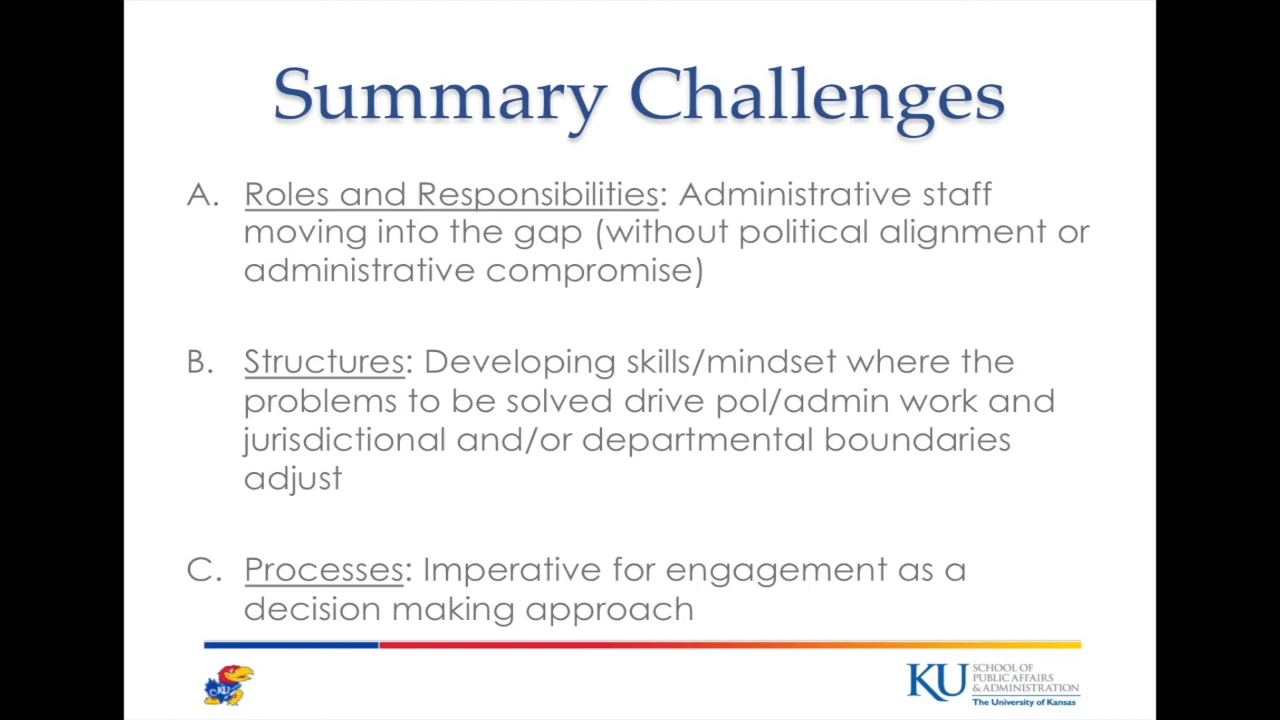 Summary Challenges
A. Roles and Responsibilities: Administrative staff
moving into the gap (without political alignment or
administrative compromise)
B. Structures: Developing skills/mindset where the
problems to be solved drive pol/admin work and
jurisdictional and/or departmental boundaries
adjust
C. Processes: Imperative for engagement as a
decision making approach
KU
KU
SCHOOL OF
PUBLIC AFFAIRS
& ADMINISTRATION
The University of Kansas